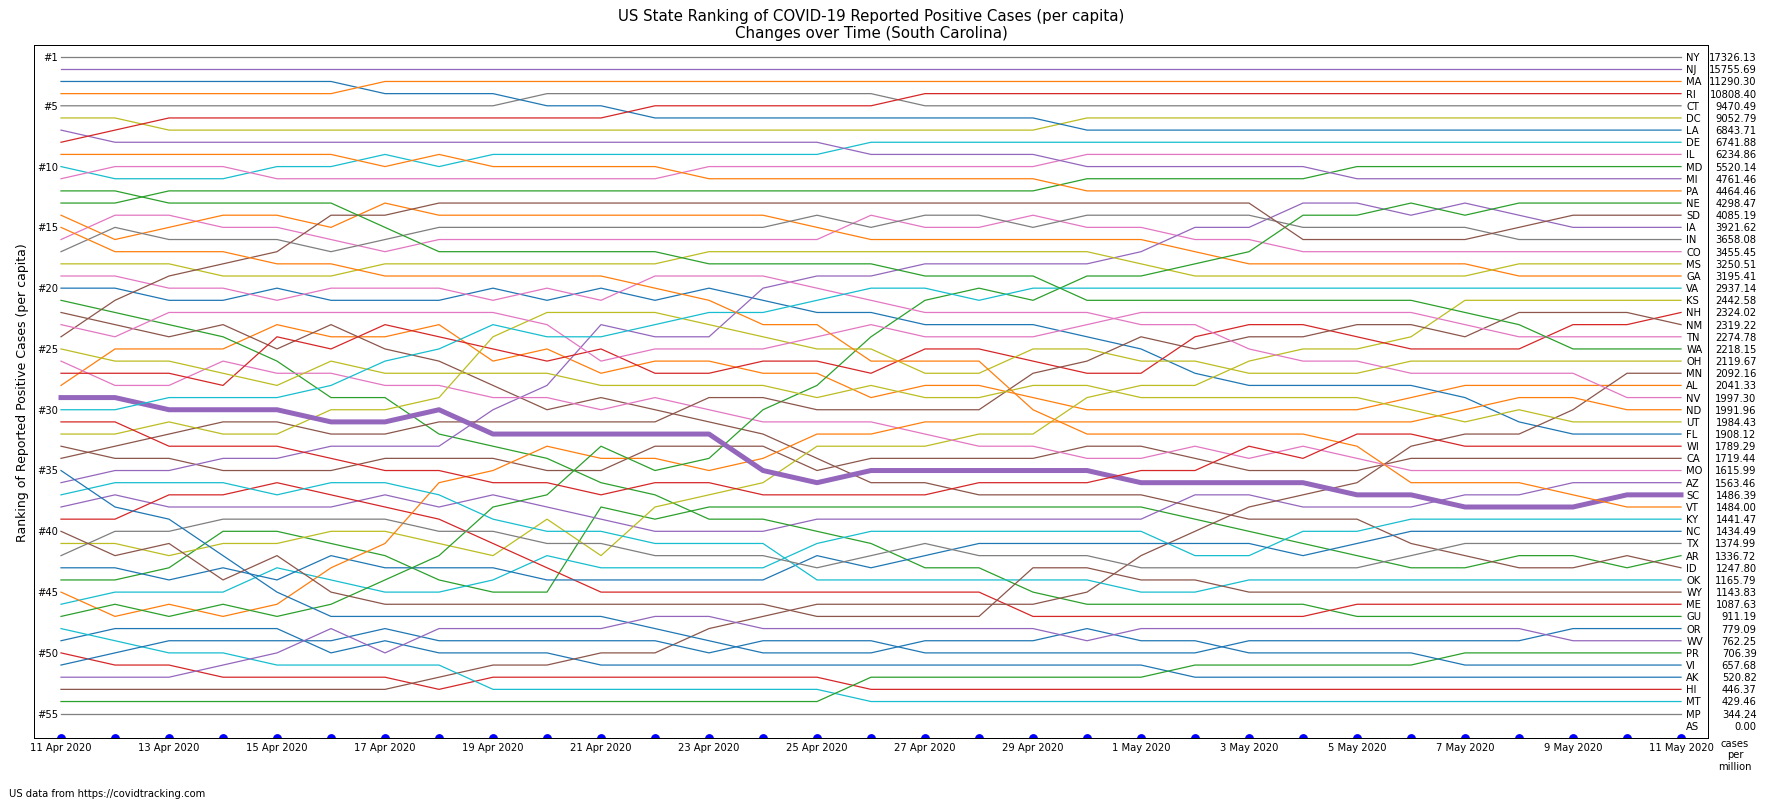 US State Ranking of COVID-19 Reported Positive Cases (per capita)
Changes over Time (South Carolina)
Ranking of Reported Positive Cases (per capita)
#1
#5
#10
#15
#20
#25
#30
#35
#40
#45
#50
#55
NY 17326.13
NJ 15755.69
MA 11290.30
RI 10808.40
CT 9470.49
DC 9052.79
LA 6843.71
DE 6741.88
IL 6234.86
MD 5520.14
MI 4761.46
PA 4464.46
NE 4298.47
SD 4085.19
IA 3921.62
IN 3658.08
CO 3455.45
MS 3250.51
GA 3195.41
VA 2937.14
KS 2442.58
NH 2324.02
NM 2319.22
TN 2274.78
WA 2218.15
OH 2119.67
MN 2092.16
AL 2041.33
NV 1997.30
ND 1991.96
UT 1984.43
FL 1908.12
WI 1789.29
CA 1719.44
MO 1615.99
AZ 1563.46
SC 1486.39
VT 1484.00
KY 1441.47
NC 1434.49
TX 1374.99
AR 1336.72
ID 1247.80
OK 1165.79
WY 1143.83
ME 1087.63
GU 911.19
OR 779.09
WV 762.25
PR 706.39
VI 657.68
AK 520.82
HI 446.37
MT 429.46
MP 344.24
AS 0.00
11 Apr 2020 13 Apr 2020 15 Apr 2020 17 Apr 2020 19 Apr 2020 21 Apr 2020 23 Apr 2020 25 Apr 2020 27 Apr 2020 29 Apr 2020 1 May 2020 3 May 2020 5 May 2020 7 May 2020 9 May 2020 11 May 2020
cases
per
million
US data from https://covidtracking.com